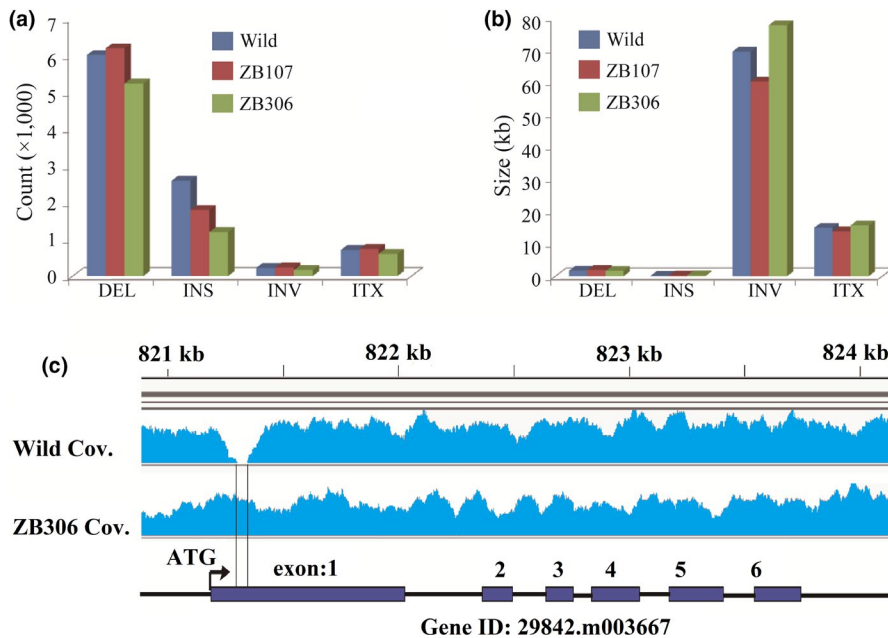 (a)
Count (×1,000)
7
6
5
4
3
2
1
0
Wild
ZB107
ZB306
DEL INS INV ITX
(b)
Size (kb)
80
70
60
50
40
30
20
10
0
Wild
ZB107
ZB306
DEL INS INV ITX
(c)
821 kb 822 kb 823 kb 824 kb
Wild Cov.
ZB306 Cov.
ATG exon:1 2 3 4 5 6
Gene ID: 29842.m003667